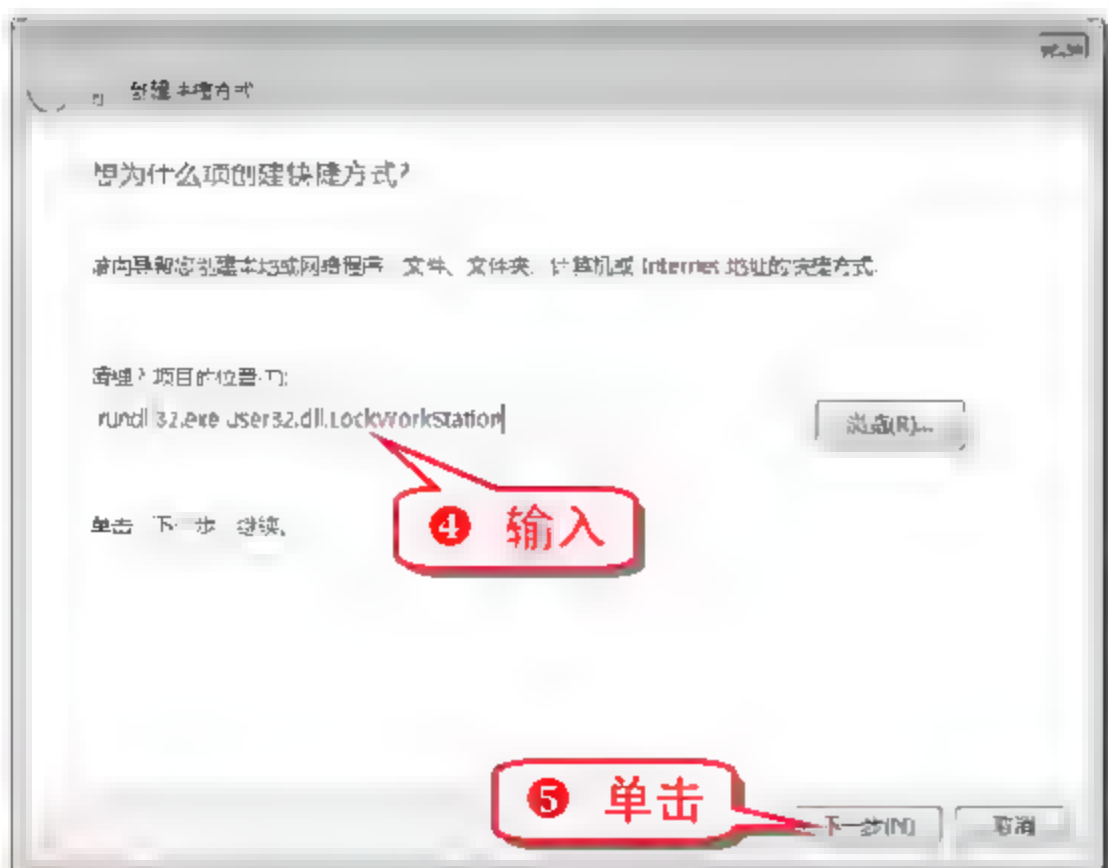 创建快捷方式
想为什么项创建快捷方式?
该向导帮您创建本地或网络程序、文件、文件夹、计算机或 Internet 地址的快捷方式。
请键入项目的位置(T):
rundll32.exe user32.dll,LockWorkStation
浏览(R)...
❹ 输入
单击“下一步”继续。
❺ 单击
下一步(N)
取消